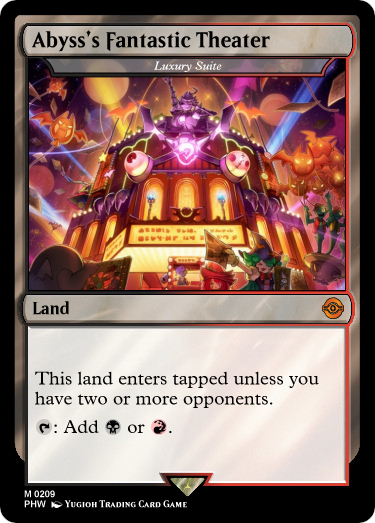 Abyss's Fantastic Theater
Luxury Suite
Land
This land enters tapped unless you
have two or more opponents.
: Add or .
M 0209
PHW Yugioh Trading Card Game